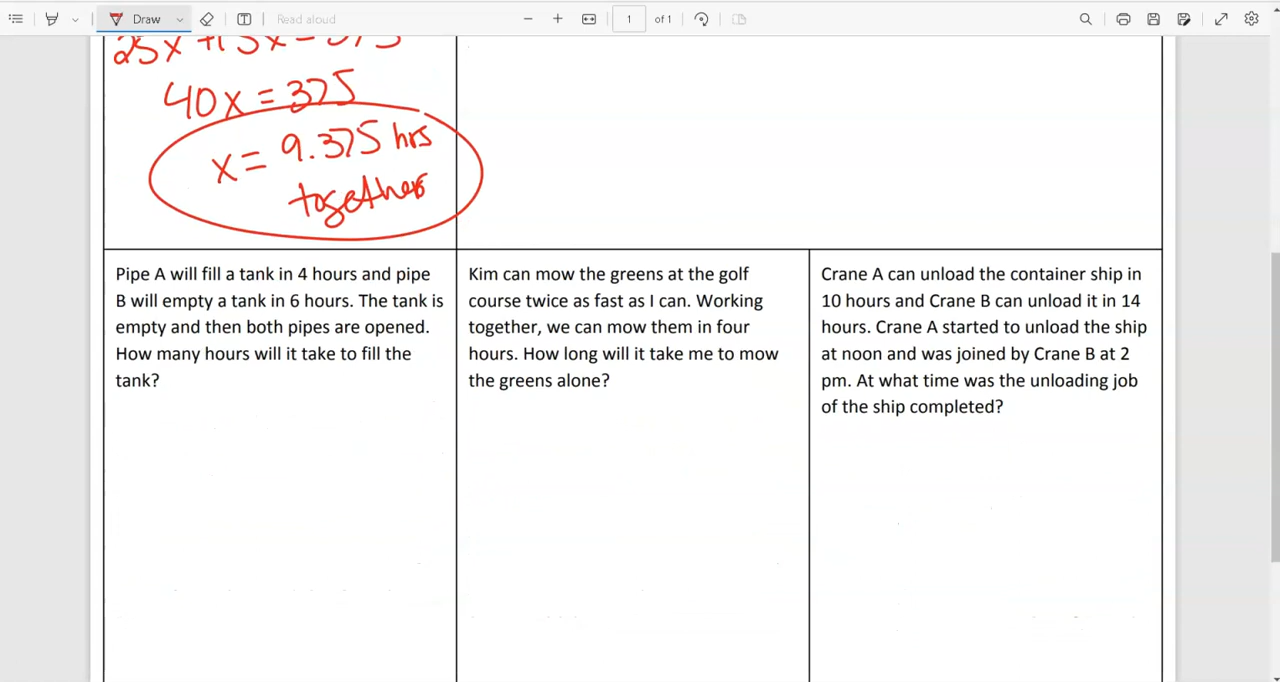 Draw
Read aloud
1
of 1
25x + 15x = 375
40x = 375
x = 9.375 hrs
together
Pipe A will fill a tank in 4 hours and pipe
B will empty a tank in 6 hours. The tank is
empty and then both pipes are opened.
How many hours will it take to fill the
tank?
Kim can mow the greens at the golf
course twice as fast as I can. Working
together, we can mow them in four
hours. How long will it take me to mow
the greens alone?
Crane A can unload the container ship in
10 hours and Crane B can unload it in 14
hours. Crane A started to unload the ship
at noon and was joined by Crane B at 2
pm. At what time was the unloading job
of the ship completed?